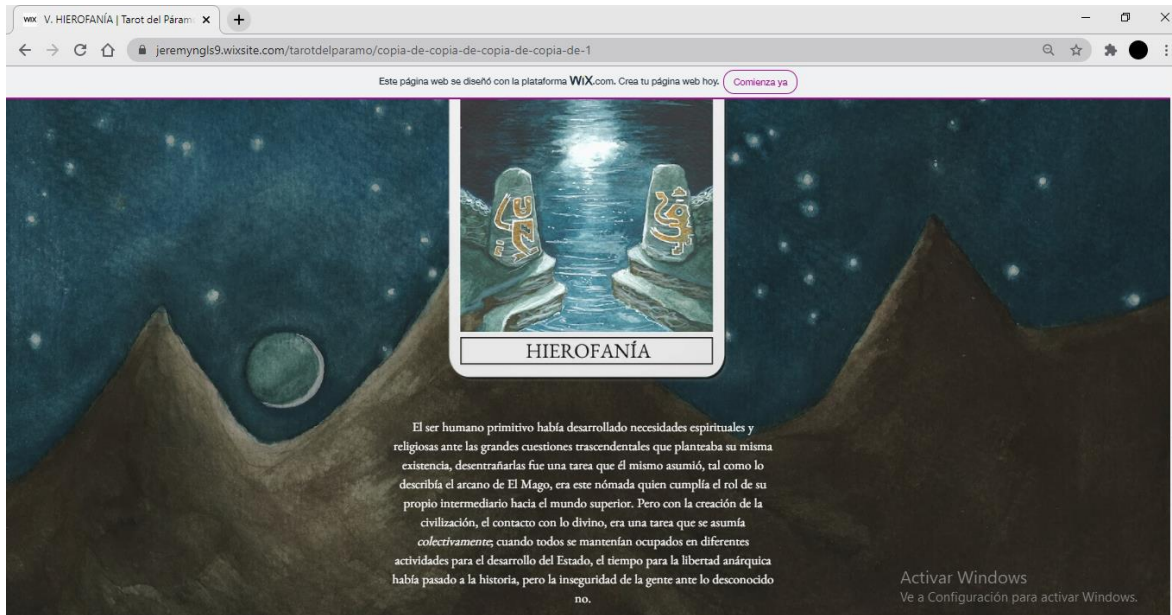 WiX V. HIEROFANÍA | Tarot del Páram
jeremyngls9.wixsite.com/tarotdelparamo/copia-de-copia-de-copia-de-copia-de-1
Este página web se diseñó con la plataforma WiX.com. Crea tu página web hoy. Comienza ya
HIEROFANÍA
El ser humano primitivo había desarrollado necesidades espirituales y
religiosas ante las grandes cuestiones trascendentales que planteaba su misma
existencia, desentrañarlas fue una tarea que él mismo asumió, tal como lo
describía el arcano de El Mago, era este nómada quien cumplía el rol de su
propio intermediario hacia el mundo superior. Pero con la creación de la
civilización, el contacto con lo divino, era una tarea que se asumía
colectivamente; cuando todos se mantenían ocupados en diferentes
actividades para el desarrollo del Estado, el tiempo para la libertad anárquica
había pasado a la historia, pero la inseguridad de la gente ante lo desconocido
no.
Activar Windows
Ve a Configuración para activar Windows.